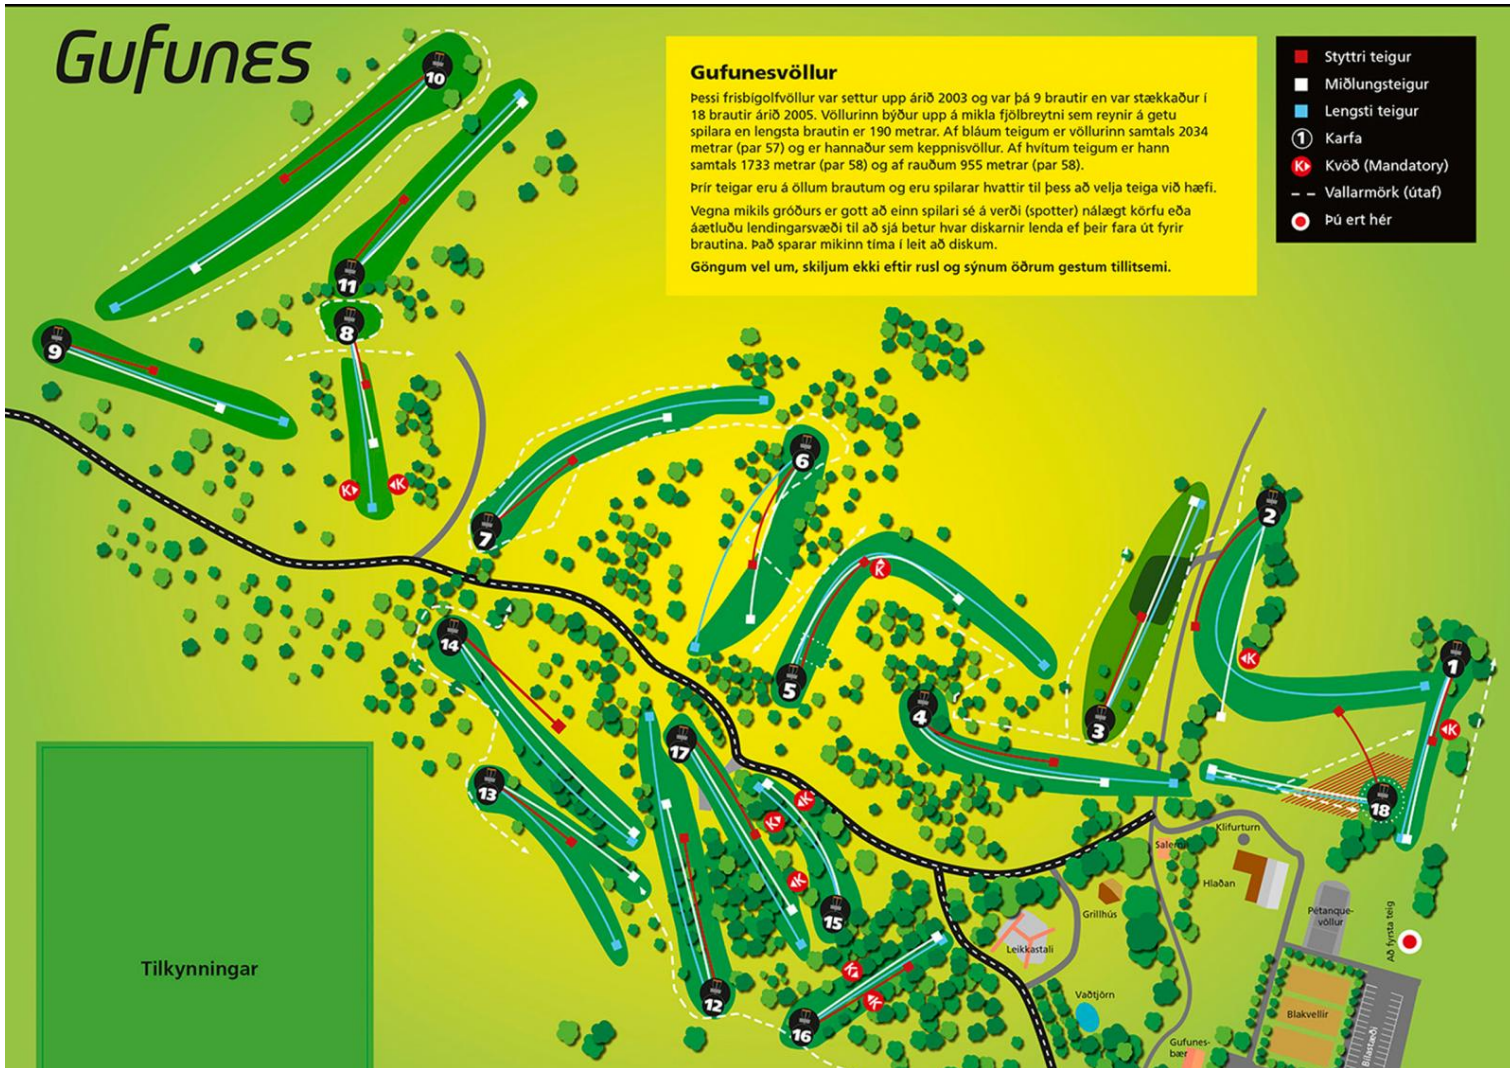 Gufunes
Gufunesvöllur
Þessi frisbígolfvöllur var settur upp árið 2003 og var þá 9 brautir en var stækkaður í
18 brautir árið 2005. Völlurinn býður upp á mikla fjölbreytni sem reynir á getu
spilara en lengsta brautin er 190 metrar. Af bláum teigum er völlurinn samtals 2034
metrar (par 57) og er hannaður sem keppnisvöllur. Af hvítum teigum er hann
samtals 1733 metrar (par 58) og af rauðum 955 metrar (par 58).
Þrír teigar eru á öllum brautum og eru spilarar hvattir til þess að velja teiga við hæfi.
Vegna mikils gróðurs er gott að einn spilari sé á verði (spotter) nálægt körfu eða
áætluðu lendingarsvæði til að sjá betur hvar diskarnir lenda ef þeir fara út fyrir
brautina. Það sparar mikinn tíma í leit að diskum.
Göngum vel um, skiljum ekki eftir rusl og sýnum öðrum gestum tillitsemi.
Styttri teigur
Miðlungsteigur
Lengsti teigur
1 Karfa
K Kvöð (Mandatory)
Vallarmörk (útaf)
Þú ert hér
10
11
8
9
K
K
7
6
2
K
5
14
K
1
4
3
K
17
13
18
K
K
K
15
12
K
K
16
Klifurturn
Salerni
Hlaðan
Grillhús
Pétanque-
völlur
Að fyrsta teig
Leikkastali
Vaðtjörn
Blakvellir
Bílastæði
Gufunes-
bær
Tilkynningar